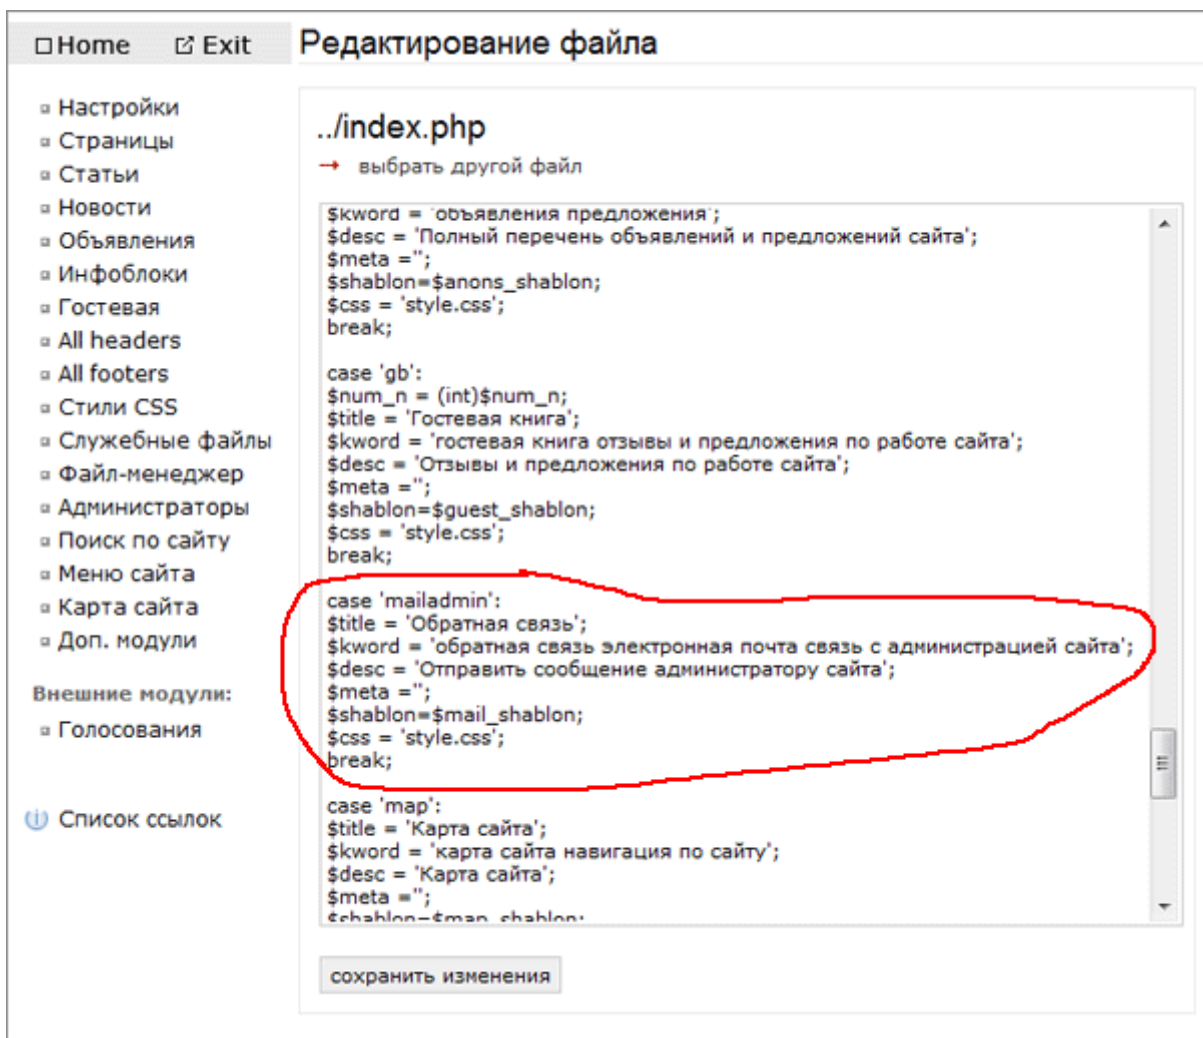 Home Exit
Редактирование файла
Настройки
Страницы
Статьи
Новости
Объявления
Инфоблоки
Гостевая
All headers
All footers
Стили CSS
Служебные файлы
Файл-менеджер
Администраторы
Поиск по сайту
Меню сайта
Карта сайта
Доп. модули
Внешние модули:
Голосования
Список ссылок
../index.php
→ выбрать другой файл
$kword = 'объявления предложения';
$desc = 'Полный перечень объявлений и предложений сайта';
$meta ='';
$shablon=$anons_shablon;
$css = 'style.css';
break;
case 'gb':
$num_n = (int)$num_n;
$title = 'Гостевая книга';
$kword = 'гостевая книга отзывы и предложения по работе сайта';
$desc = 'Отзывы и предложения по работе сайта';
$meta ='';
$shablon=$guest_shablon;
$css = 'style.css';
break;
case 'mailadmin':
$title = 'Обратная связь';
$kword = 'обратная связь электронная почта связь с администрацией сайта';
$desc = 'Отправить сообщение администратору сайта';
$meta ='';
$shablon=$mail_shablon;
$css = 'style.css';
break;
case 'map':
$title = 'Карта сайта';
$kword = 'карта сайта навигация по сайту';
$desc = 'Карта сайта';
$meta ='';
$shablon=$map_shablon;
сохранить изменения